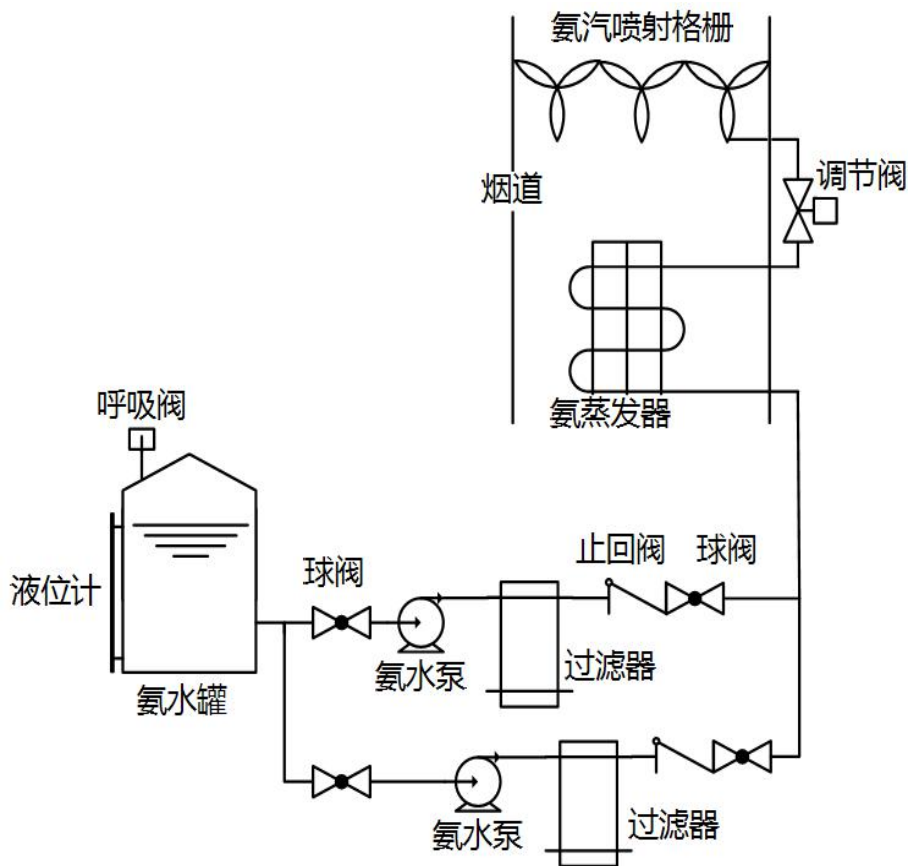 氨汽喷射格栅
调节阀
烟道
氨蒸发器
呼吸阀
止回阀
球阀
球阀
液位计
氨水泵
过滤器
氨水罐
氨水泵
过滤器